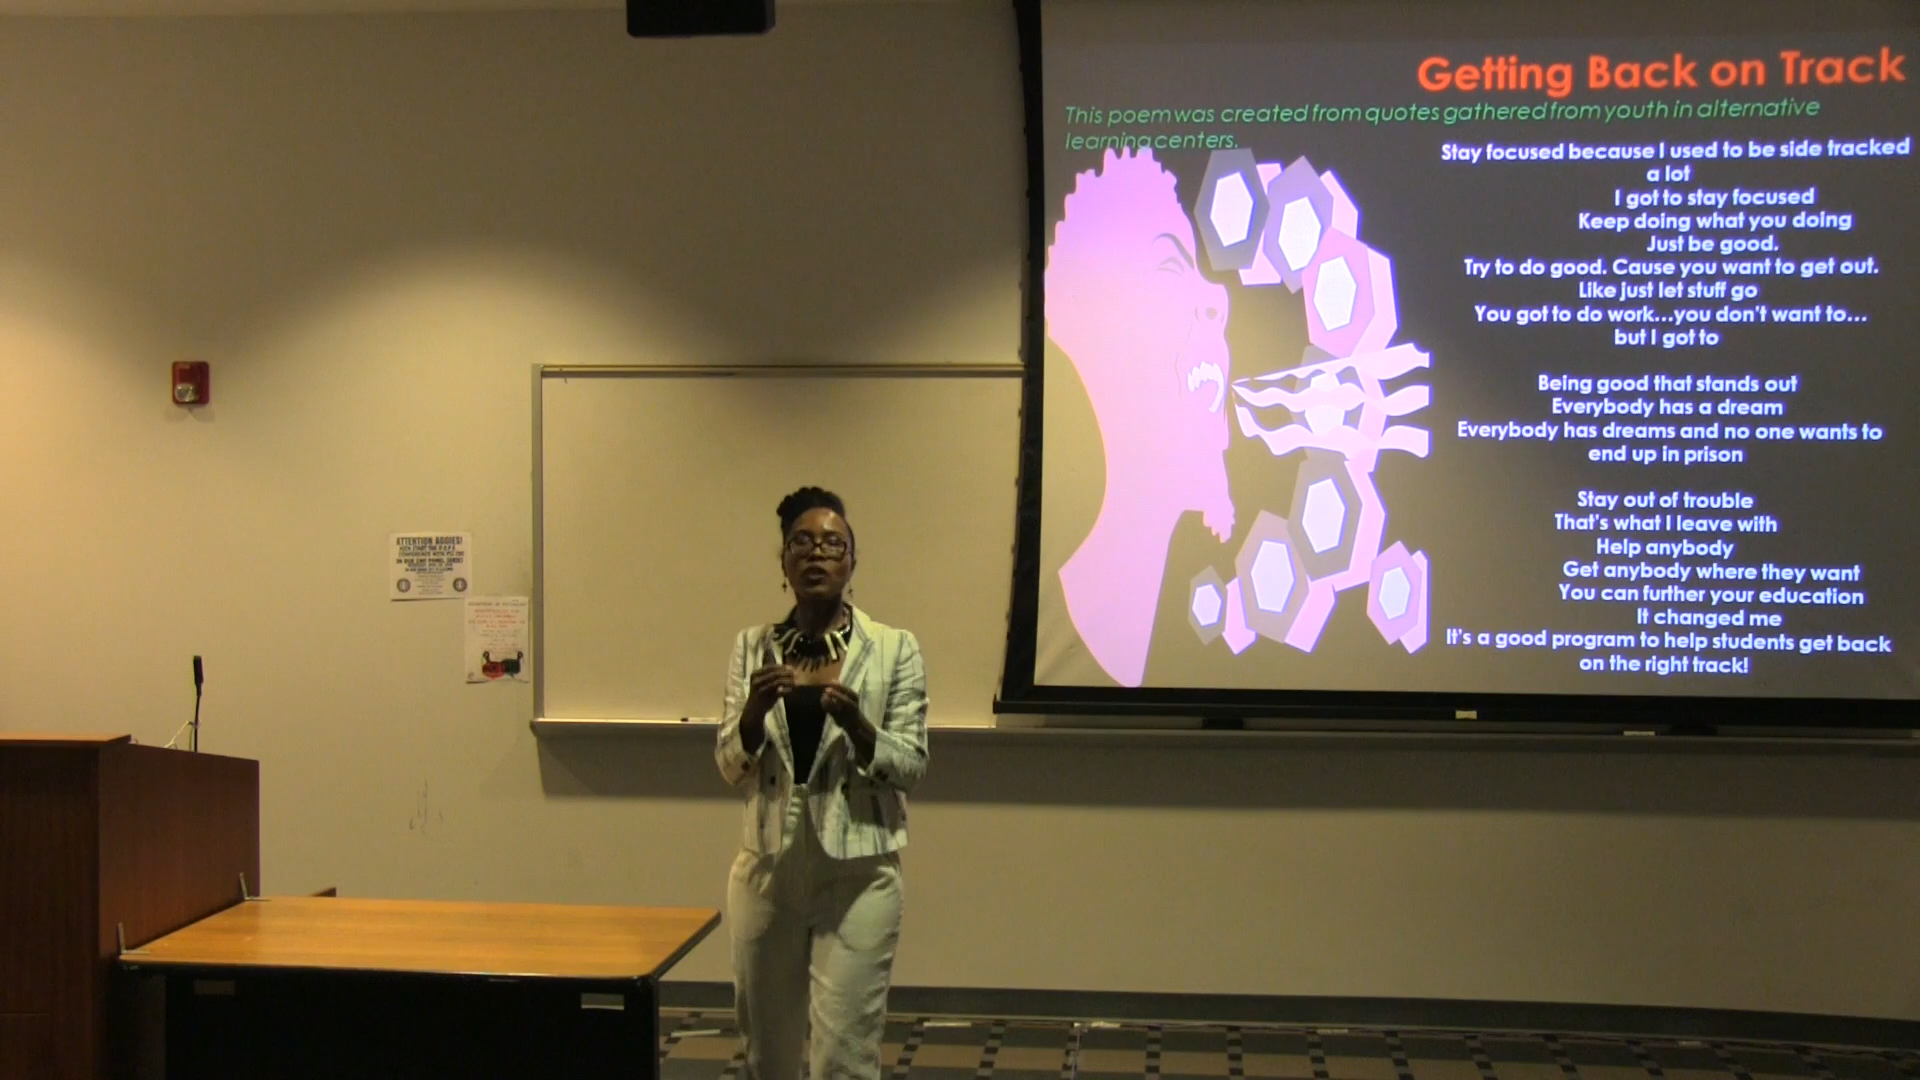 Getting Back on Track
This poem was created from quotes gathered from youth in alternative
learning centers.
Stay focused because I used to be side tracked
a lot
I got to stay focused
Keep doing what you doing
Just be good.
Try to do good. Cause you want to get out.
Like just let stuff go
You got to do work...you don't want to...
but I got to
Being good that stands out
Everybody has a dream
Everybody has dreams and no one wants to
end up in prison
Stay out of trouble
That's what I leave with
Help anybody
Get anybody where they want
You can further your education
It changed me
It's a good program to help students get back
on the right track!
ATTENTION AGGIES!